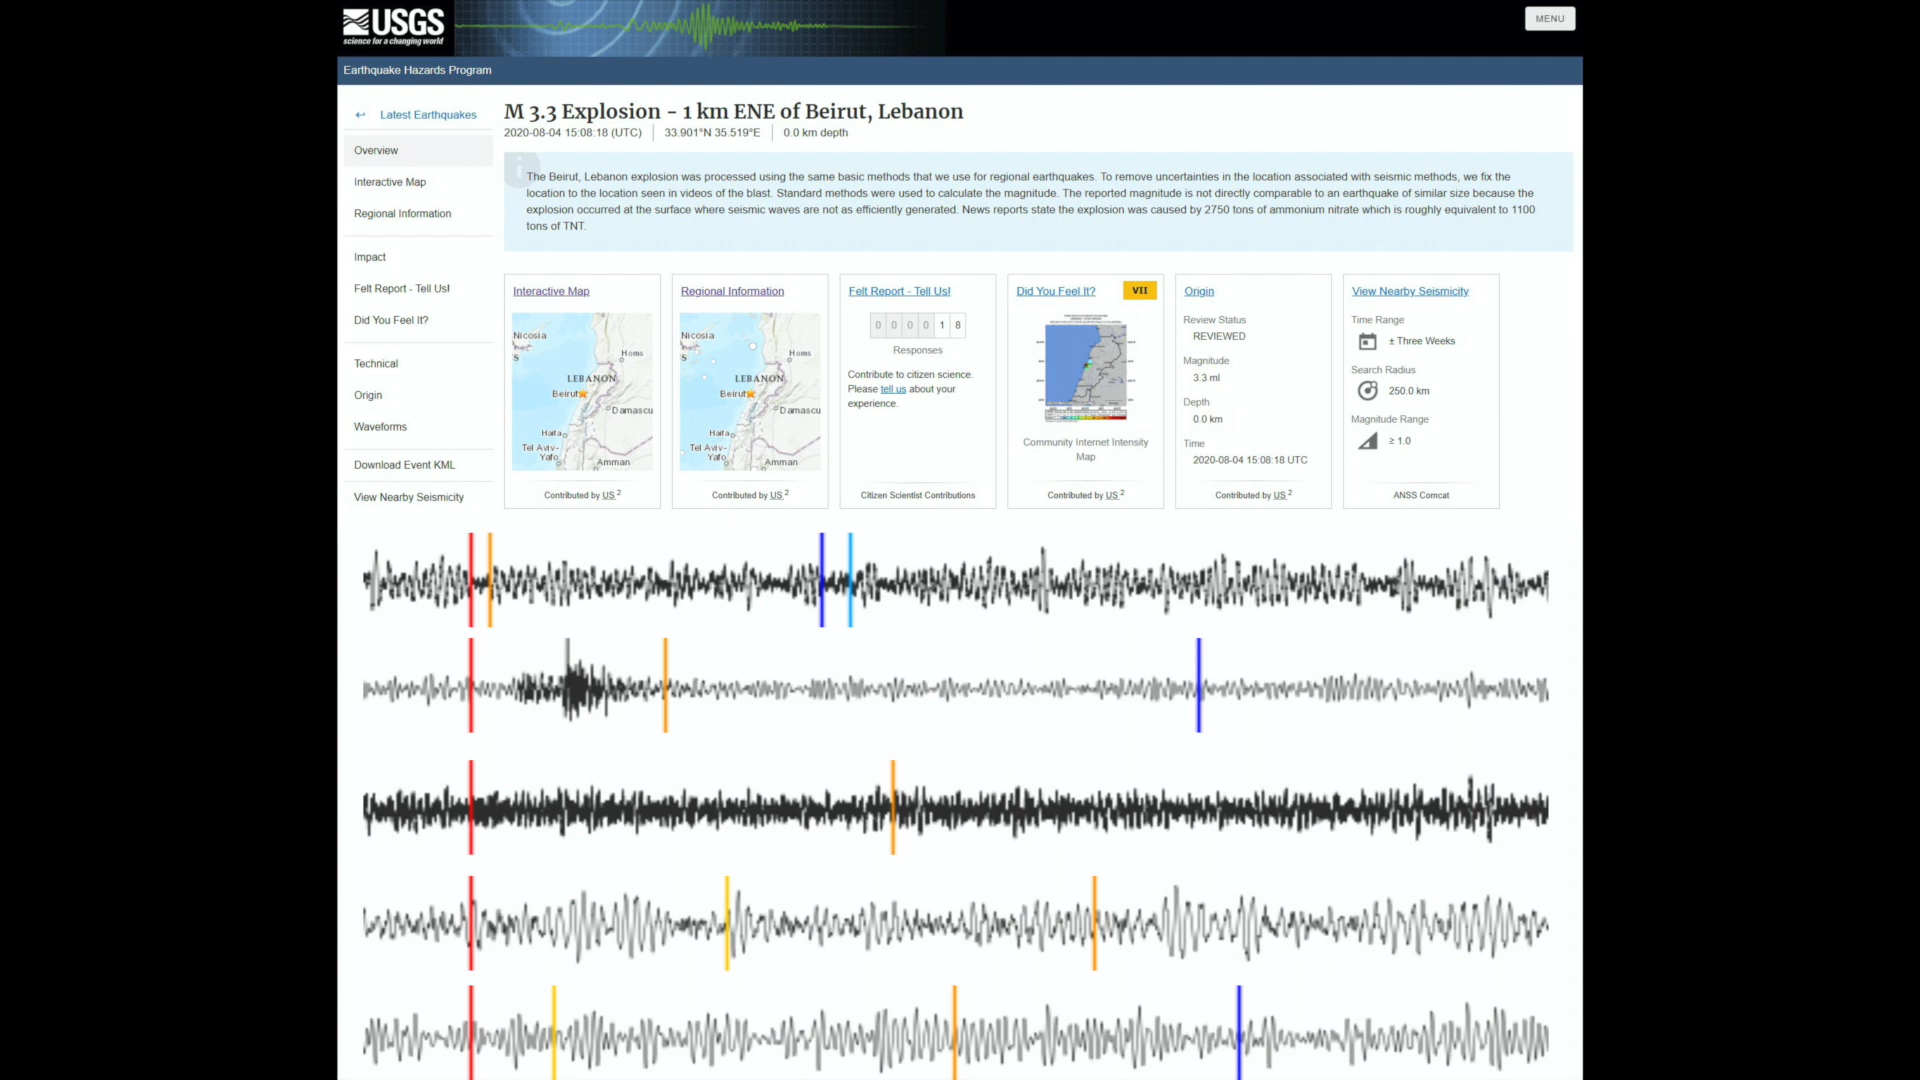 USGS
science for a changing world
MENU
Earthquake Hazards Program
Latest Earthquakes
Overview
Interactive Map
Regional Information
Impact
Felt Report - Tell Us!
Did You Feel It?
Technical
Origin
Waveforms
Download Event KML
View Nearby Seismicity
M 3.3 Explosion - 1 km ENE of Beirut, Lebanon
2020-08-04 15:08:18 (UTC) 33.901°N 35.519°E 0.0 km depth
The Beirut, Lebanon explosion was processed using the same basic methods that we use for regional earthquakes. To remove uncertainties in the location associated with seismic methods, we fix the
location to the location seen in videos of the blast. Standard methods were used to calculate the magnitude. The reported magnitude is not directly comparable to an earthquake of similar size because the
explosion occurred at the surface where seismic waves are not as efficiently generated. News reports state the explosion was caused by 2750 tons of ammonium nitrate which is roughly equivalent to 1100
tons of TNT.
Interactive Map
Nicosia
S
Homs
LEBANON
Beirut
Damascu
Haifa
Tel Aviv-
Yafo
Amman
Contributed by US 2
Regional Information
Nicosia
S
Homs
LEBANON
Beirut
Damascu
Haifa
Tel Aviv-
Yafo
Amman
Contributed by US 2
Felt Report - Tell Us!
0 0 0 0 1 8
Responses
Contribute to citizen science.
Please tell us about your
experience.
Citizen Scientist Contributions
Did You Feel It?
VII
Community Internet Intensity
Map
Contributed by US 2
Origin
Review Status
REVIEWED
Magnitude
3.3 ml
Depth
0.0 km
Time
2020-08-04 15:08:18 UTC
Contributed by US 2
View Nearby Seismicity
Time Range
± Three Weeks
Search Radius
250.0 km
Magnitude Range
≥ 1.0
ANSS Comcat